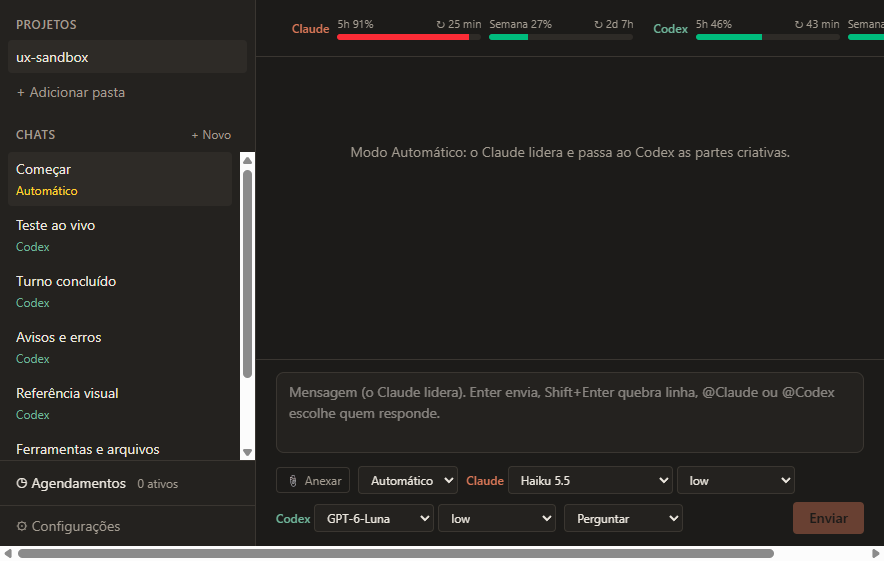 PROJETOS
ux-sandbox
+ Adicionar pasta
CHATS
+ Novo
Começar
Automático
Teste ao vivo
Codex
Turno concluído
Codex
Avisos e erros
Codex
Referência visual
Codex
Ferramentas e arquivos
Agendamentos 0 ativos
Configurações
Claude 5h 91% ↻ 25 min Semana 27% ↻ 2d 7h Codex 5h 46% ↻ 43 min Semana
Modo Automático: o Claude lidera e passa ao Codex as partes criativas.
Mensagem (o Claude lidera). Enter envia, Shift+Enter quebra linha, @Claude ou @Codex
escolhe quem responde.
Anexar Automático Claude Haiku 5.5 low
Codex GPT-6-Luna low Perguntar Enviar